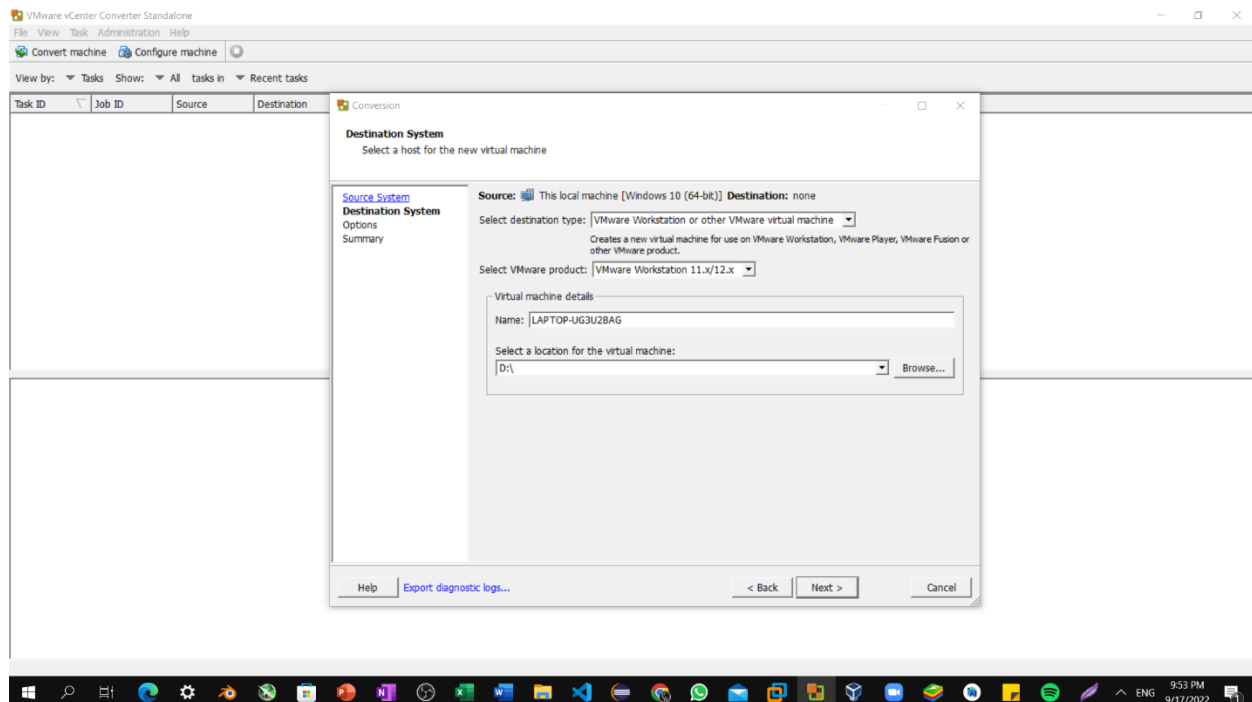 VMware vCenter Converter Standalone
File View Task Administration Help
Convert machine Configure machine
View by: Tasks Show: All tasks in Recent tasks
Task ID Job ID Source Destination
Conversion
Destination System
Select a host for the new virtual machine
Source System
Destination System
Options
Summary
Source: This local machine [Windows 10 (64-bit)] Destination: none
Select destination type: VMware Workstation or other VMware virtual machine
Creates a new virtual machine for use on VMware Workstation, VMware Player, VMware Fusion or
other VMware product.
Select VMware product: VMware Workstation 11.x/12.x
Virtual machine details
Name: LAPTOP-UG3U2BAG
Select a location for the virtual machine:
D:\ Browse...
Help Export diagnostic logs... < Back Next > Cancel
ENG 9:53 PM
9/17/2022